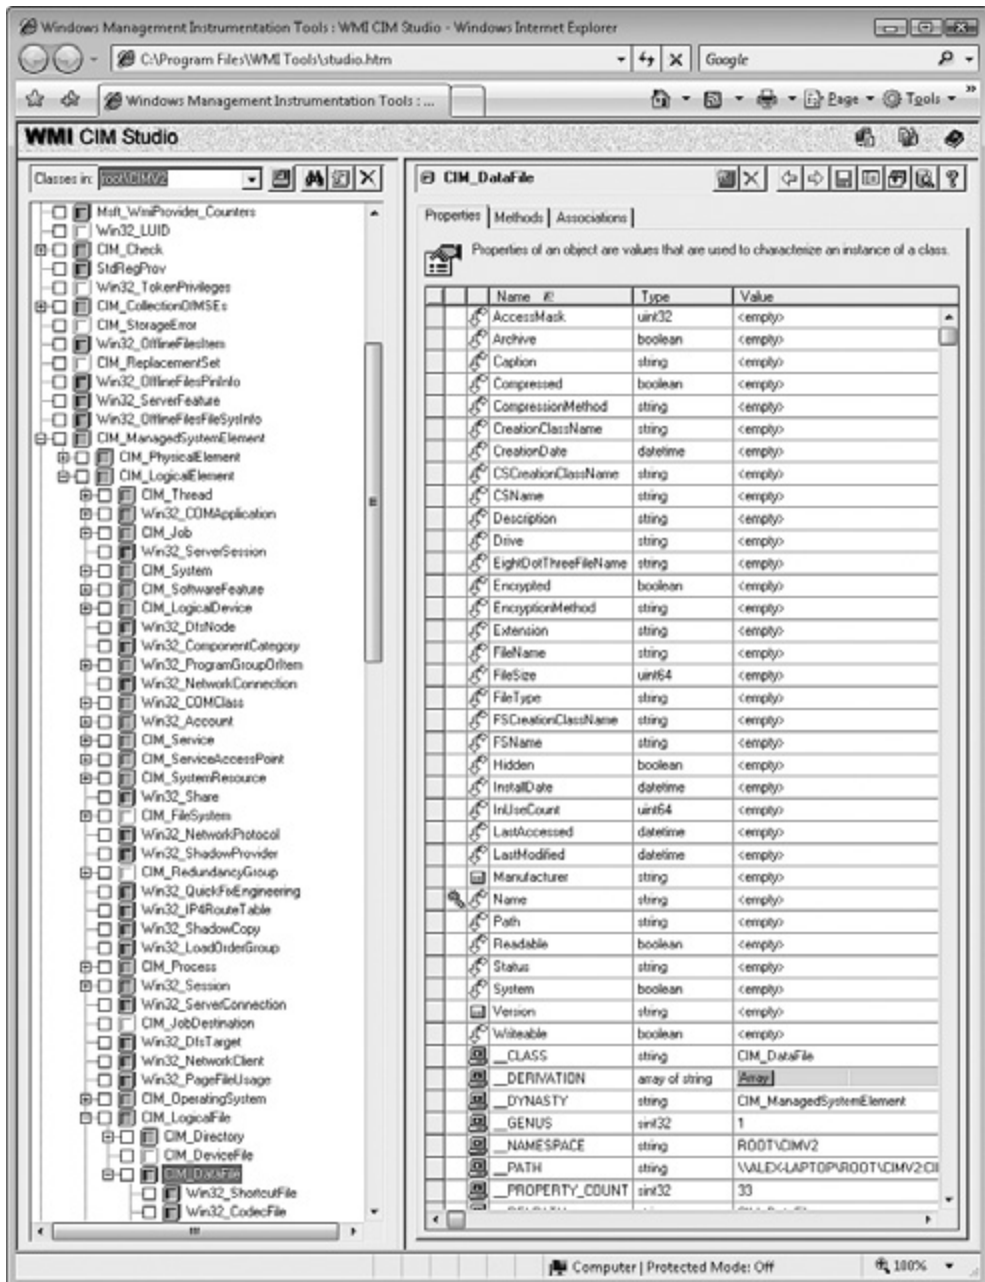 Windows Management Instrumentation Tools : WMI CIM Studio - Windows Internet Explorer
C:\Program Files\WMI Tools\studio.htm
Google
Windows Management Instrumentation Tools : ...
Page
Tools
WMI CIM Studio
Classes in: root\CIMV2
Msft_WmiProvider_Counters
Win32_LUID
CIM_Check
StdRegProv
Win32_TokenPrivileges
CIM_CollectionOfMSEs
CIM_StorageError
Win32_OfflineFilesItem
CIM_ReplacementSet
Win32_OfflineFilesPinInfo
Win32_ServerFeature
Win32_OfflineFilesFileSysInfo
CIM_ManagedSystemElement
CIM_PhysicalElement
CIM_LogicalElement
CIM_Thread
Win32_COMApplication
CIM_Job
Win32_ServerSession
CIM_System
CIM_SoftwareFeature
CIM_LogicalDevice
Win32_DfsNode
Win32_ComponentCategory
Win32_ProgramGroupOrItem
Win32_NetworkConnection
Win32_COMClass
Win32_Account
CIM_Service
CIM_ServiceAccessPoint
CIM_SystemResource
Win32_Share
CIM_FileSystem
Win32_NetworkProtocol
Win32_ShadowProvider
CIM_RedundancyGroup
Win32_QuickFixEngineering
Win32_IP4RouteTable
Win32_ShadowCopy
Win32_LoadOrderGroup
CIM_Process
Win32_Session
Win32_ServerConnection
CIM_JobDestination
Win32_DfsTarget
Win32_NetworkClient
Win32_PageFileUsage
CIM_OperatingSystem
CIM_LogicalFile
CIM_Directory
CIM_DeviceFile
CIM_DataFile
Win32_ShortcutFile
Win32_CodecFile
CIM_DataFile
Properties Methods Associations
Properties of an object are values that are used to characterize an instance of a class.
Name Type Value
AccessMask uint32 <empty>
Archive boolean <empty>
Caption string <empty>
Compressed boolean <empty>
CompressionMethod string <empty>
CreationClassName string <empty>
CreationDate datetime <empty>
CSCreationClassName string <empty>
CSName string <empty>
Description string <empty>
Drive string <empty>
EightDotThreeFileName string <empty>
Encrypted boolean <empty>
EncryptionMethod string <empty>
Extension string <empty>
FileName string <empty>
FileSize uint64 <empty>
FileType string <empty>
FSCreationClassName string <empty>
FSName string <empty>
Hidden boolean <empty>
InstallDate datetime <empty>
InUseCount uint64 <empty>
LastAccessed datetime <empty>
LastModified datetime <empty>
Manufacturer string <empty>
Name string <empty>
Path string <empty>
Readable boolean <empty>
Status string <empty>
System boolean <empty>
Version string <empty>
Writeable boolean <empty>
__CLASS string CIM_DataFile
__DERIVATION array of string Array
__DYNASTY string CIM_ManagedSystemElement
__GENUS sint32 1
__NAMESPACE string ROOT\CIMV2
__PATH string \\ALEX-LAPTOP\ROOT\CIMV2:CI
__PROPERTY_COUNT sint32 33
Computer | Protected Mode: Off
100%